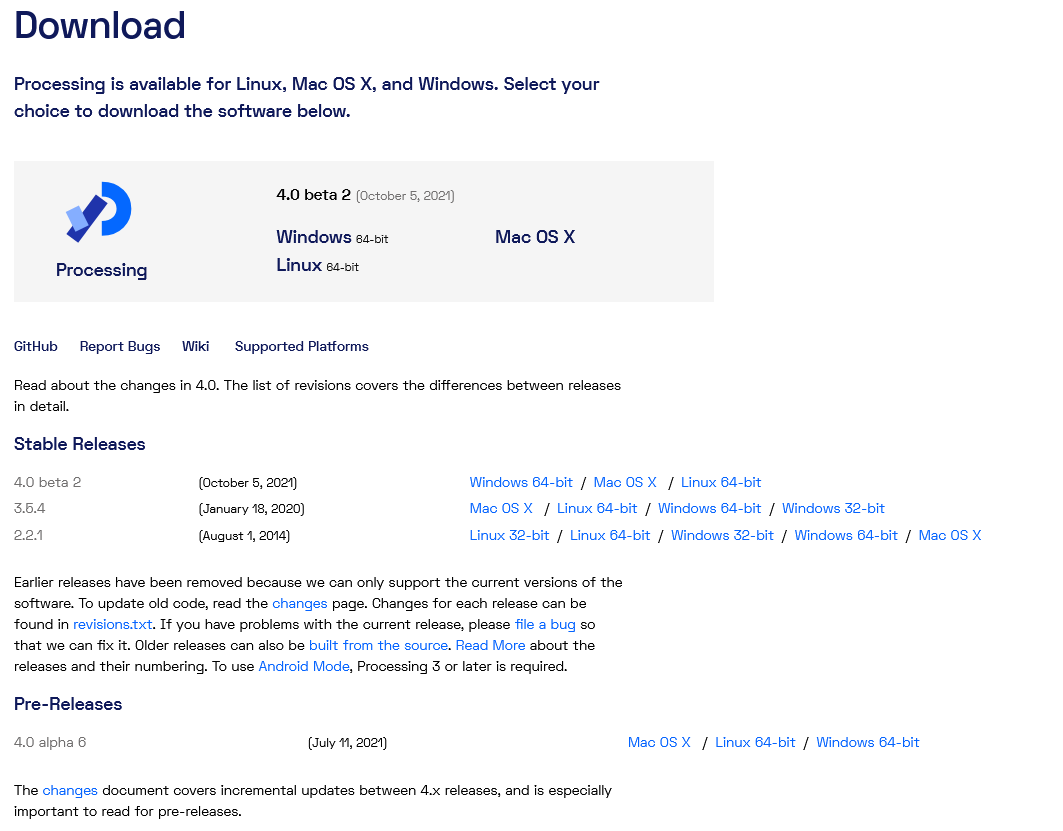 Download
Processing is available for Linux, Mac OS X, and Windows. Select your
choice to download the software below.
Processing
4.0 beta 2 (October 5, 2021)
Windows 64-bit
Mac OS X
Linux 64-bit
GitHub Report Bugs Wiki Supported Platforms
Read about the changes in 4.0. The list of revisions covers the differences between releases
in detail.
Stable Releases
4.0 beta 2 (October 5, 2021) Windows 64-bit / Mac OS X / Linux 64-bit
3.5.4 (January 18, 2020) Mac OS X / Linux 64-bit / Windows 64-bit / Windows 32-bit
2.2.1 (August 1, 2014) Linux 32-bit / Linux 64-bit / Windows 32-bit / Windows 64-bit / Mac OS X
Earlier releases have been removed because we can only support the current versions of the
software. To update old code, read the changes page. Changes for each release can be
found in revisions.txt. If you have problems with the current release, please file a bug so
that we can fix it. Older releases can also be built from the source. Read More about the
releases and their numbering. To use Android Mode, Processing 3 or later is required.
Pre-Releases
4.0 alpha 6 (July 11, 2021) Mac OS X / Linux 64-bit / Windows 64-bit
The changes document covers incremental updates between 4.x releases, and is especially
important to read for pre-releases.